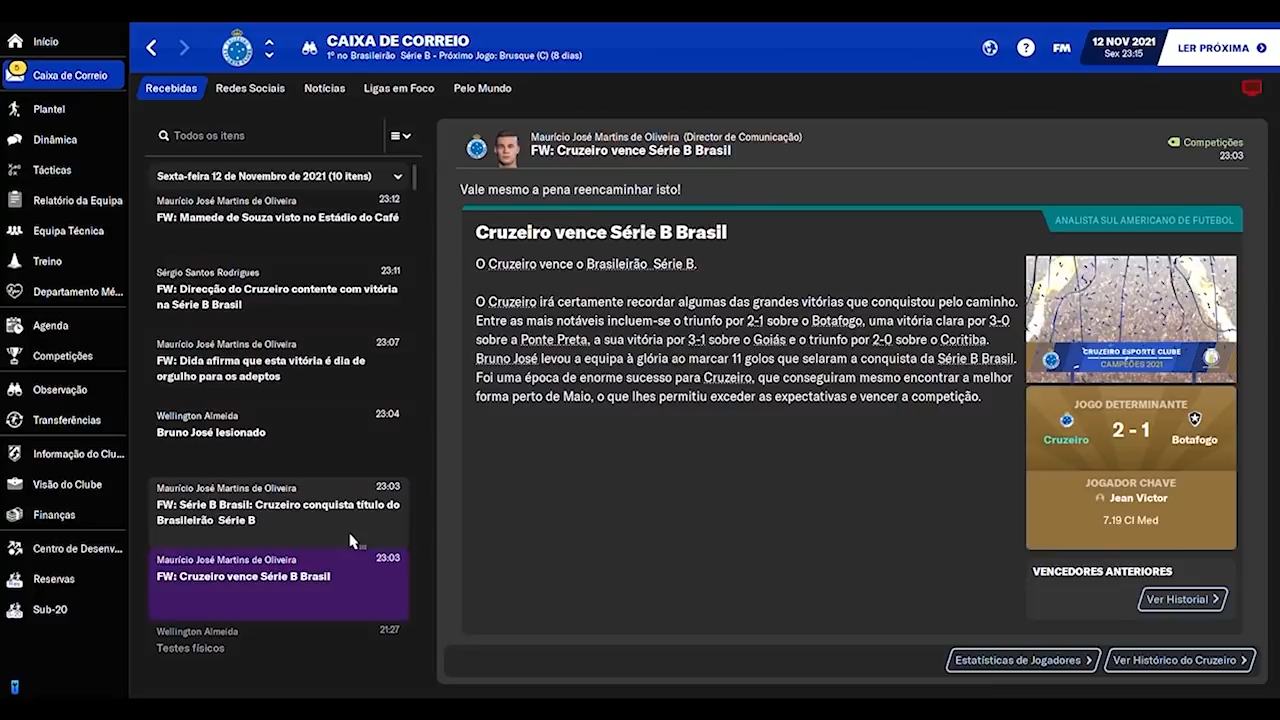 Início
5
Caixa de Correio
Plantel
Dinâmica
Tácticas
Relatório da Equipa
Equipa Técnica
Treino
Departamento Mé...
Agenda
Competições
Observação
Transferências
Informação do Clu...
Visão do Clube
Finanças
Centro de Desenv...
Reservas
Sub-20
CAIXA DE CORREIO
1º no Brasileirão Série B - Próximo Jogo: Brusque (C) (8 dias)
?
FM
12 NOV 2021
Sex 23:15
LER PRÓXIMA
Recebidas
Redes Sociais
Notícias
Ligas em Foco
Pelo Mundo
Todos os itens
Sexta-feira 12 de Novembro de 2021 (10 itens)
Maurício José Martins de Oliveira 23:12
FW: Mamede de Souza visto no Estádio do Café
Sérgio Santos Rodrigues 23:11
FW: Direcção do Cruzeiro contente com vitória
na Série B Brasil
Maurício José Martins de Oliveira 23:07
FW: Dida afirma que esta vitória é dia de
orgulho para os adeptos
Wellington Almeida 23:04
Bruno José lesionado
Maurício José Martins de Oliveira 23:03
FW: Série B Brasil: Cruzeiro conquista título do
Brasileirão Série B
Maurício José Martins de Oliveira 23:03
FW: Cruzeiro vence Série B Brasil
Wellington Almeida 21:27
Testes físicos
Maurício José Martins de Oliveira (Director de Comunicação)
FW: Cruzeiro vence Série B Brasil
Competições
23:03
Vale mesmo a pena reencaminhar isto!
ANALISTA SUL AMERICANO DE FUTEBOL
Cruzeiro vence Série B Brasil
O Cruzeiro vence o Brasileirão Série B.
O Cruzeiro irá certamente recordar algumas das grandes vitórias que conquistou pelo caminho.
Entre as mais notáveis incluem-se o triunfo por 2-1 sobre o Botafogo, uma vitória clara por 3-0
sobre a Ponte Preta, a sua vitória por 3-1 sobre o Goiás e o triunfo por 2-0 sobre o Coritiba.
Bruno José levou a equipa à glória ao marcar 11 golos que selaram a conquista da Série B Brasil.
Foi uma época de enorme sucesso para Cruzeiro, que conseguiram mesmo encontrar a melhor
forma perto de Maio, o que lhes permitiu exceder as expectativas e vencer a competição.
CRUZEIRO ESPORTE CLUBE
CAMPEÕES 2021
JOGO DETERMINANTE
Cruzeiro
2 - 1
Botafogo
JOGADOR CHAVE
Jean Victor
7.19 Cl Med
VENCEDORES ANTERIORES
Ver Historial
Estatísticas de Jogadores
Ver Histórico do Cruzeiro